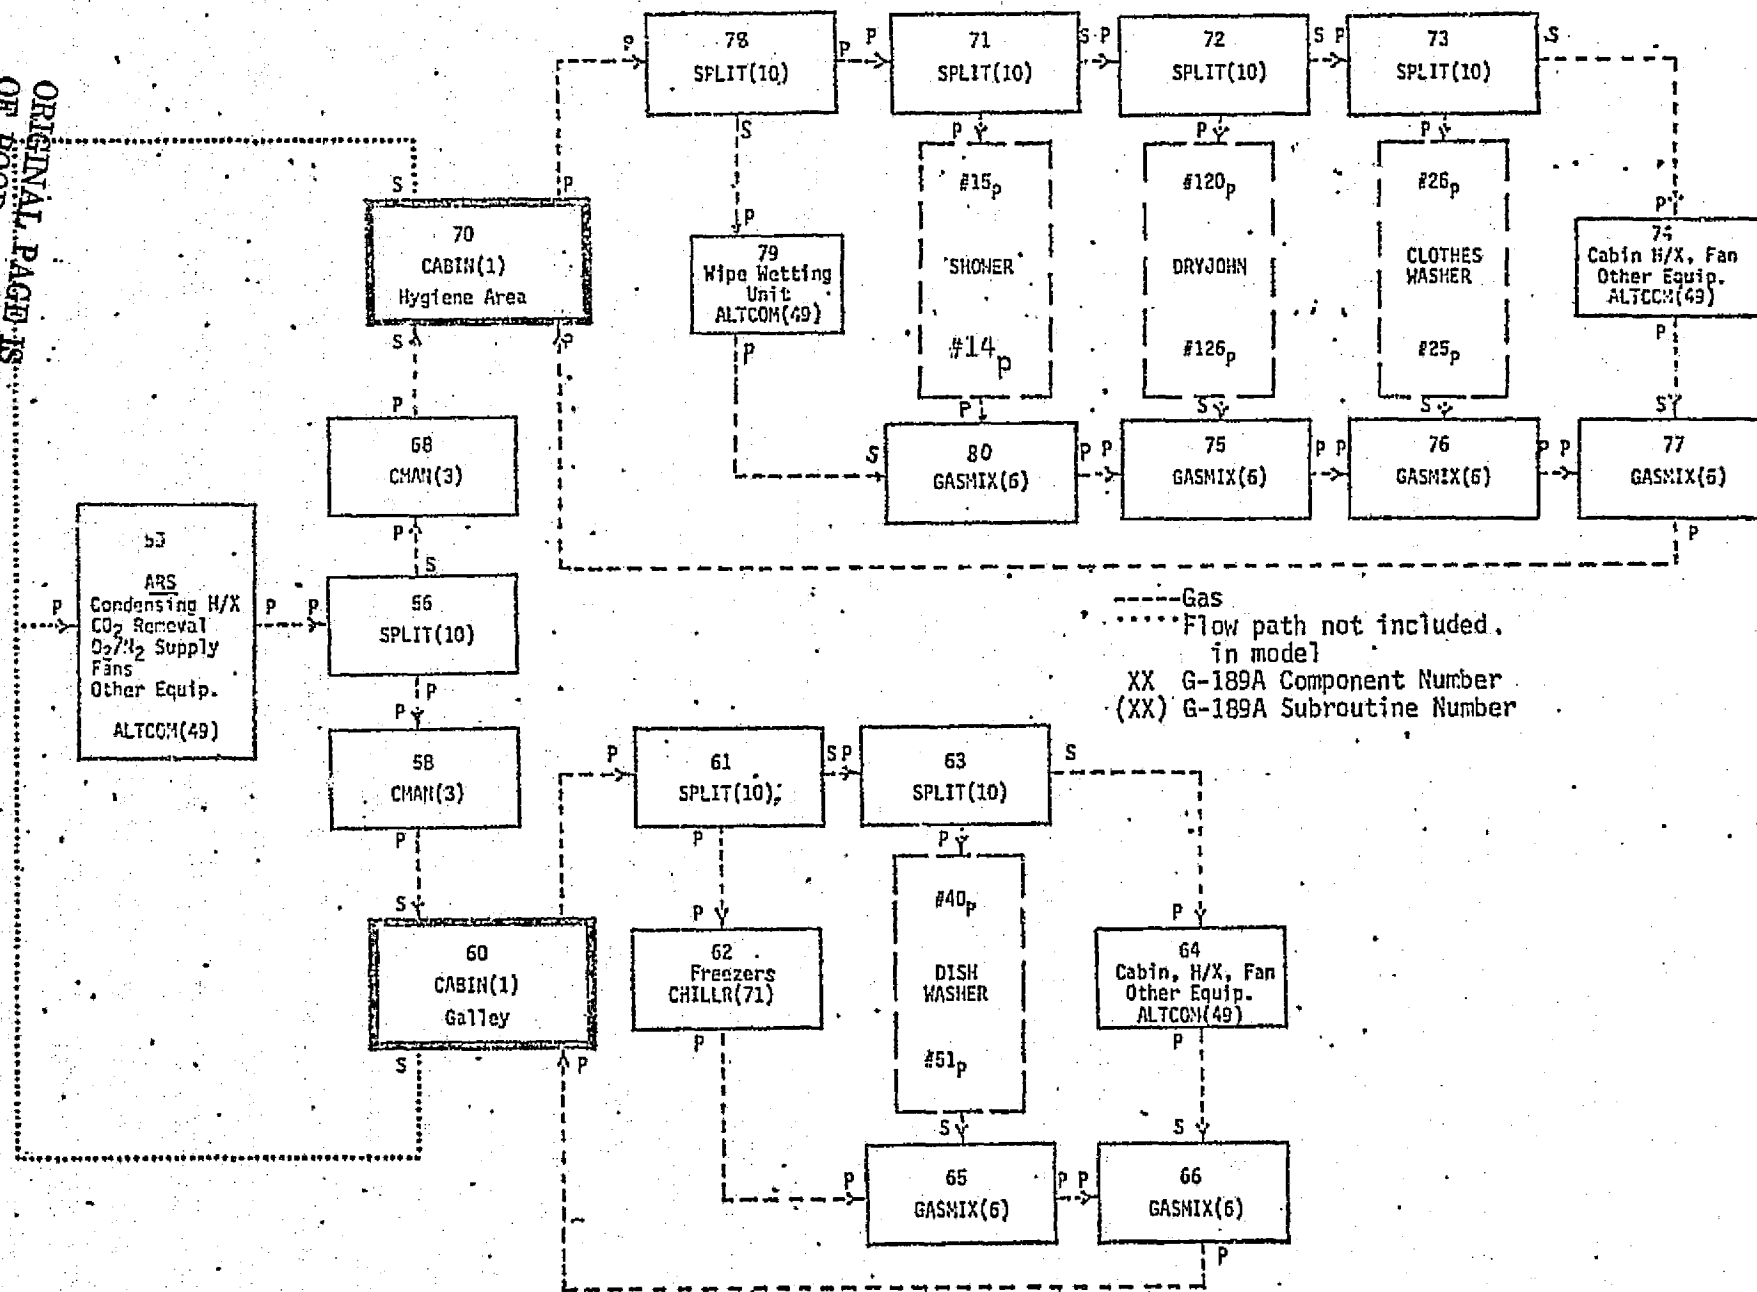 ORIGINAL PAGE IS
OF POOR
78
SPLIT(10)
71
SPLIT(10)
72
SPLIT(10)
73
SPLIT(10)
P
P
P
S P
S P
S
S
P
P
P
P
#15p
SHOWER
#14p
#120p
DRYJOHN
#126p
#26p
CLOTHES
WASHER
#25p
S
P
70
CABIN(1)
Hygiene Area
S
P
P
79
Wipe Wetting
Unit
ALTCOM(49)
P
Cabin H/X, Fan
Other Equip.
ALTCOM(49)
P
P
S
S
S
P
68
CMAN(3)
P
S
80
GASMIX(6)
P P
75
GASMIX(6)
P P
76
GASMIX(6)
P P
77
GASMIX(6)
P
P
ARS
Condensing H/X
CO2 Removal
O2/N2 Supply
Fans
Other Equip.
ALTCOM(49)
P P
S
56
SPLIT(10)
P
P
Gas
Flow path not included
in model
XX G-189A Component Number
(XX) G-189A Subroutine Number
58
CMAN(3)
P
S
P
61
SPLIT(10)
S P
63
SPLIT(10)
S
P
P
P
60
CABIN(1)
Galley
S
P
62
Freezers
CHILLR(71)
P
#40p
DISH
WASHER
#51p
P
64
Cabin, H/X, Fan
Other Equip.
ALTCOM(49)
P
S
S
P
65
GASMIX(6)
P P
66
GASMIX(6)
P